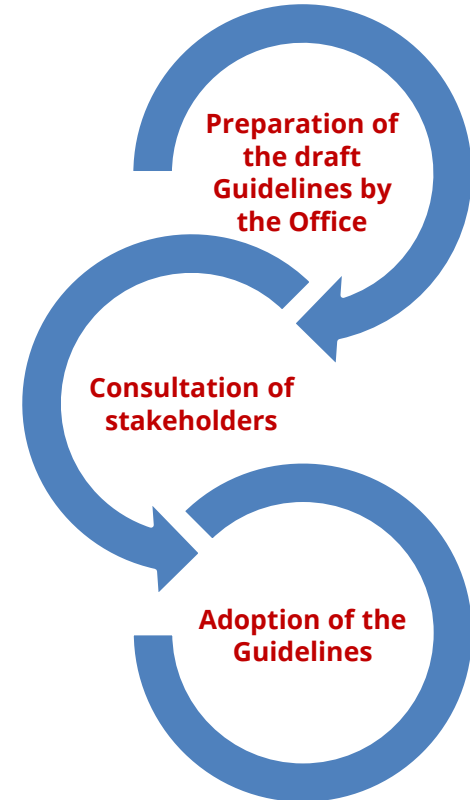 Preparation of
the draft
Guidelines by
the Office
Consultation of
stakeholders
Adoption of the
Guidelines